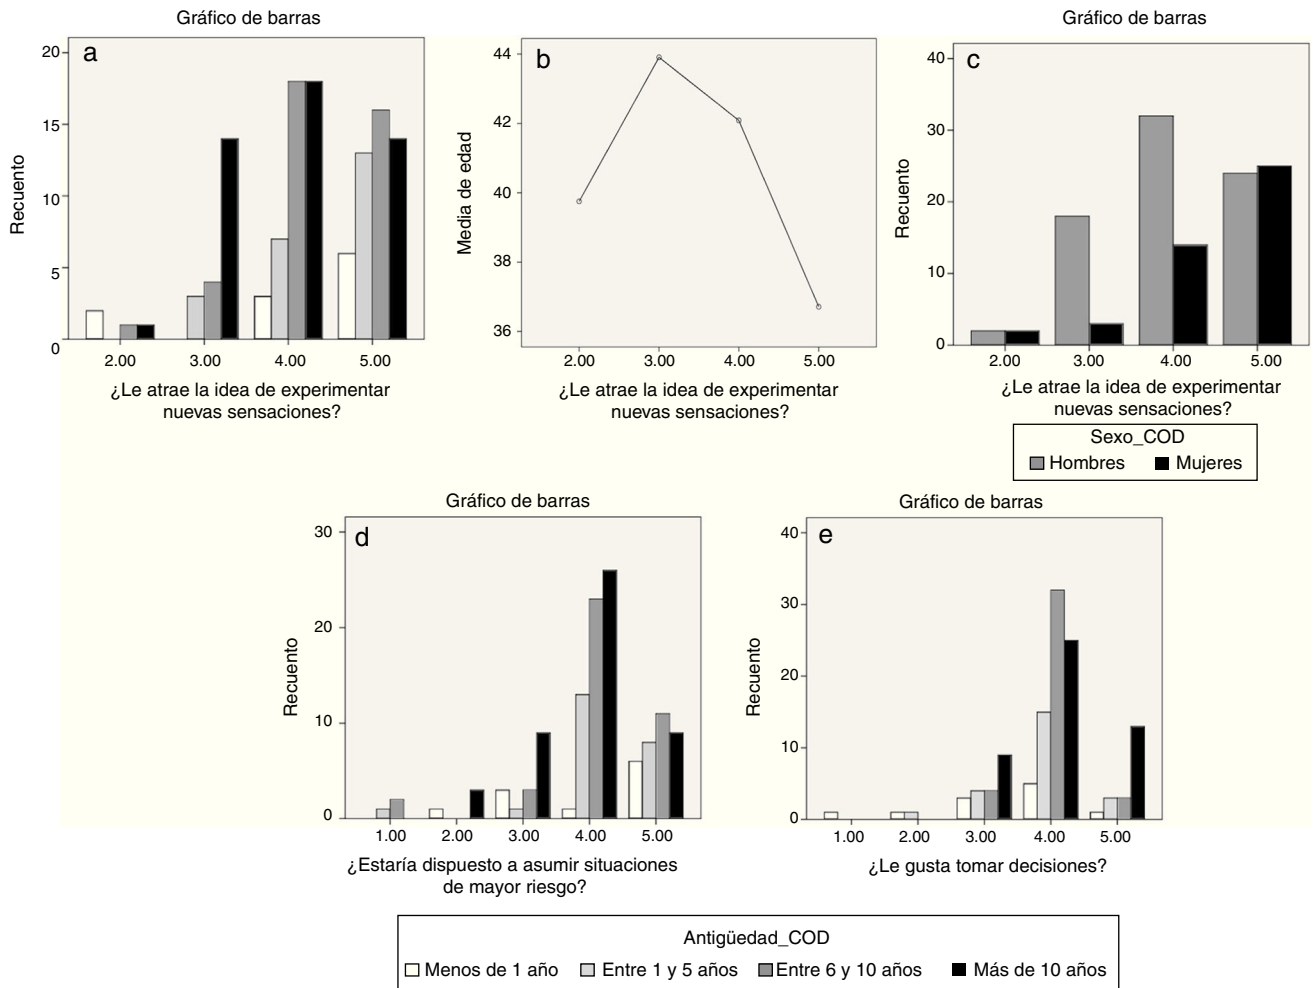 Gráfico de barras
a
20
15
10
5
0
Recuento
2.00 3.00 4.00 5.00
¿Le atrae la idea de experimentar
nuevas sensaciones?
b
44
42
40
38
36
Media de edad
2.00 3.00 4.00 5.00
¿Le atrae la idea de experimentar
nuevas sensaciones?
Gráfico de barras
c
40
30
20
10
0
Recuento
2.00 3.00 4.00 5.00
¿Le atrae la idea de experimentar
nuevas sensaciones?
Sexo_COD
Hombres Mujeres
Gráfico de barras
d
30
20
10
0
Recuento
1.00 2.00 3.00 4.00 5.00
¿Estaría dispuesto a asumir situaciones
de mayor riesgo?
Gráfico de barras
e
40
30
20
10
0
Recuento
1.00 2.00 3.00 4.00 5.00
¿Le gusta tomar decisiones?
Antigüedad_COD
Menos de 1 año Entre 1 y 5 años Entre 6 y 10 años Más de 10 años